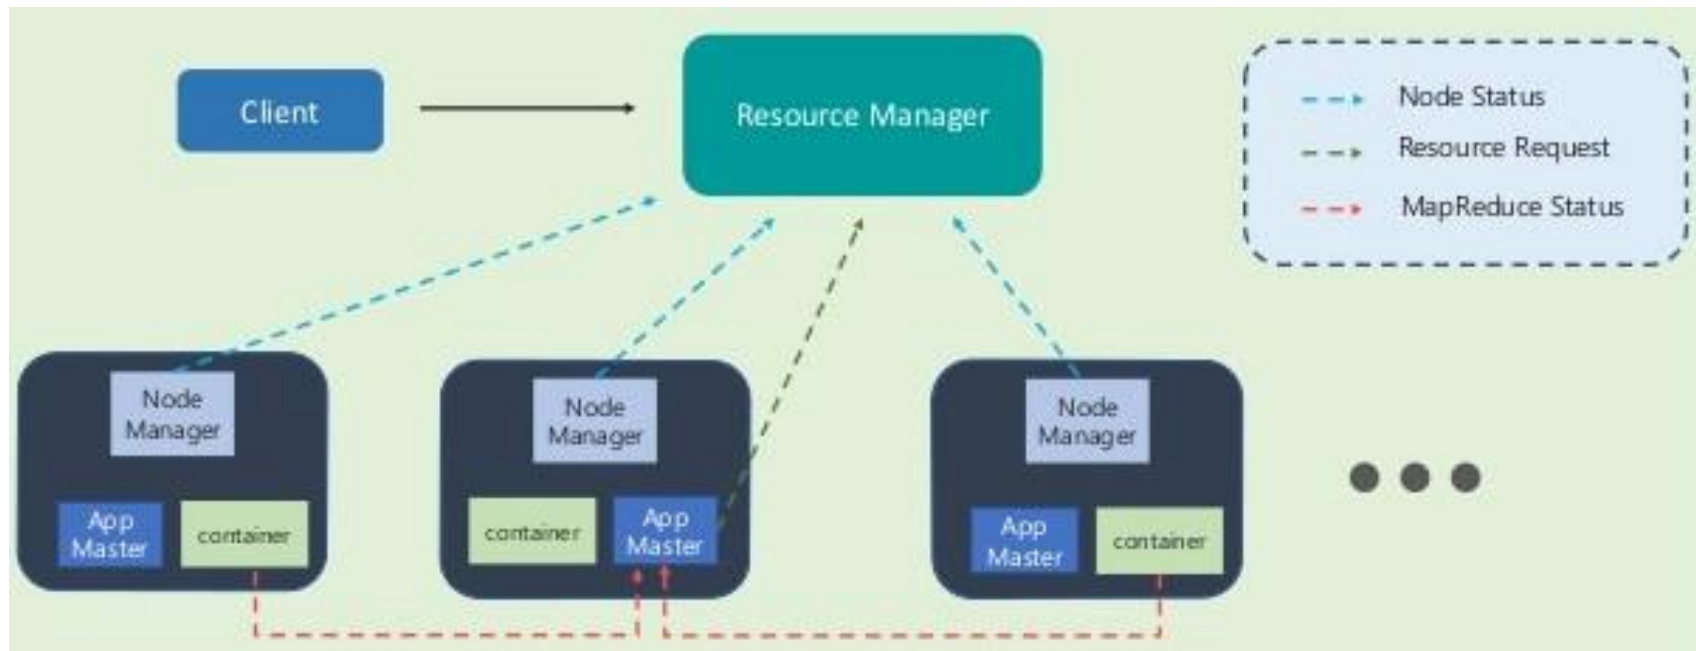 Client
Resource Manager
Node Status
Resource Request
MapReduce Status
Node
Manager
App
Master
container
Node
Manager
container
App
Master
Node
Manager
App
Master
container